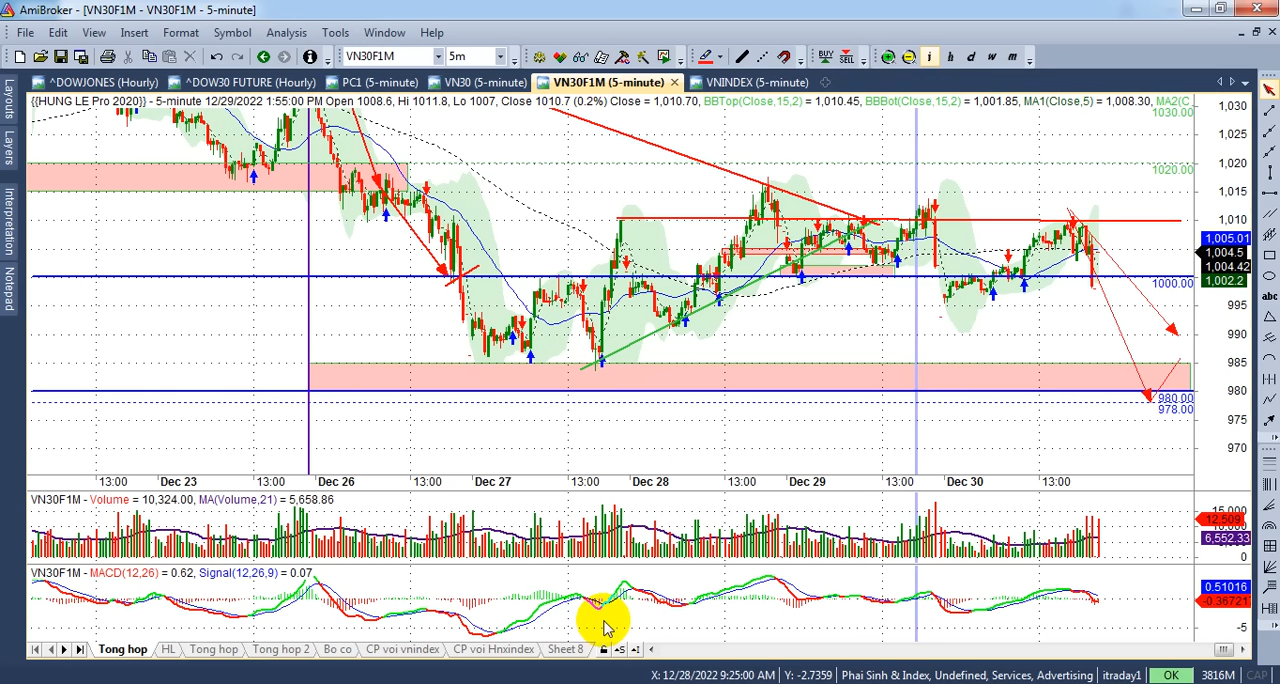 AmiBroker - [VN30F1M - VN30F1M - 5-minute]
File Edit View Insert Format Symbol Analysis Tools Window Help
VN30F1M 5m BUY SELL i h d w m
^DOWJONES (Hourly) ^DOW30 FUTURE (Hourly) PC1 (5-minute) VN30 (5-minute) VN30F1M (5-minute) VNINDEX (5-minute)
Layouts
Layers
Interpretation
Notepad
{{HUNG LE Pro 2020}} - 5-minute 12/29/2022 1:55:00 PM Open 1008.6, Hi 1011.8, Lo 1007, Close 1010.7 (0.2%) Close = 1,010.70, BBTop(Close,15,2) = 1,010.45, BBBot(Close,15,2) = 1,001.85, MA1(Close,5) = 1,008.30, MA2(C
1030.00
1020.00
1000.00
980.00
978.00
1,030
1,025
1,020
1,015
1,010
1,005.01
1,004.5
1,004.42
1,002.2
995
990
985
980
975
970
13:00 Dec 23 13:00 Dec 26 13:00 Dec 27 13:00 Dec 28 13:00 Dec 29 13:00 Dec 30 13:00
VN30F1M - Volume = 10,324.00, MA(Volume,21) = 5,658.86
15,000
12,509
6,552.33
0
VN30F1M - MACD(12,26) = 0.62, Signal(12,26,9) = 0.07
0.51016
-0.36721
-5
Tong hop HL Tong hop Tong hop 2 Bo co CP voi vnindex CP voi Hnxindex Sheet 8
X: 12/28/2022 9:25:00 AM Y: -2.7359 Phai Sinh & Index, Undefined, Services, Advertising itraday1 OK 3816M CAP
abc